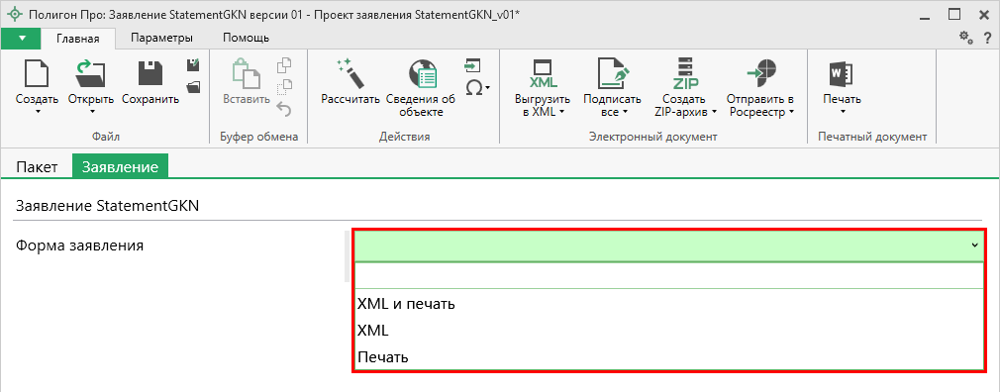 Полигон Про: Заявление StatementGKN версии 01 - Проект заявления StatementGKN_v01*
Главная Параметры Помощь ?
XML ZIP W
Создать Открыть Сохранить Вставить Рассчитать Сведения об объекте Выгрузить в XML Подписать все Создать ZIP-архив Отправить в Росреестр Печать
Файл Буфер обмена Действия Электронный документ Печатный документ
Пакет Заявление
Заявление StatementGKN
Форма заявления
XML и печать
XML
Печать